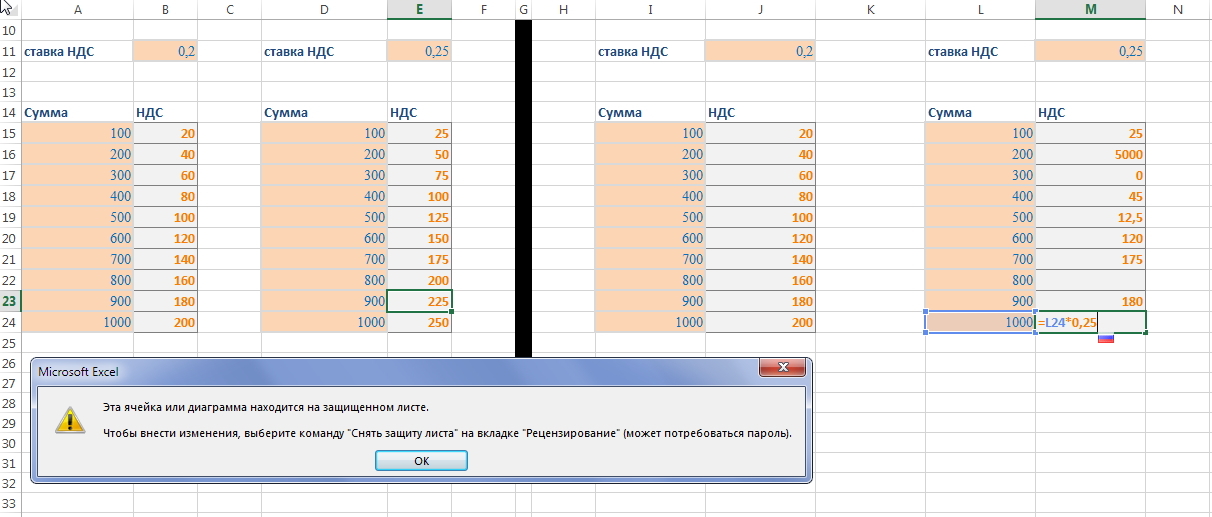 A B C D E F G H I J K L M N
10
11 ставка НДС 0,2 ставка НДС 0,25 ставка НДС 0,2 ставка НДС 0,25
12
13
14 Сумма НДС Сумма НДС Сумма НДС Сумма НДС
15 100 20 100 25 100 20 100 25
16 200 40 200 50 200 40 200 5000
17 300 60 300 75 300 60 300 0
18 400 80 400 100 400 80 400 45
19 500 100 500 125 500 100 500 12,5
20 600 120 600 150 600 120 600 120
21 700 140 700 175 700 140 700 175
22 800 160 800 200 800 160 800
23 900 180 900 225 900 180 900 180
24 1000 200 1000 250 1000 200 1000 =L24*0,25
25
26
27
28
29
30
31
32
33
Microsoft Excel
Эта ячейка или диаграмма находится на защищенном листе.
Чтобы внести изменения, выберите команду "Снять защиту листа" на вкладке "Рецензирование" (может потребоваться пароль).
ОК